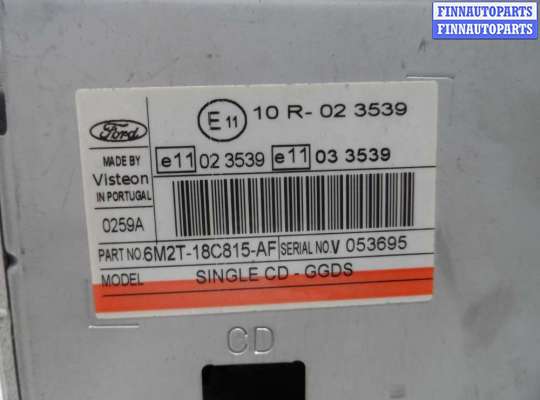 FINNAUTOPARTS
FINNAUTOPARTS
Ford
E11 10 R- 02 3539
MADE BY
Visteon
IN PORTUGAL
e11 02 3539 e11 03 3539
0259A
PART NO 6M2T-18C815-AF SERIAL NO. V 053695
MODEL SINGLE CD - GGDS
CD